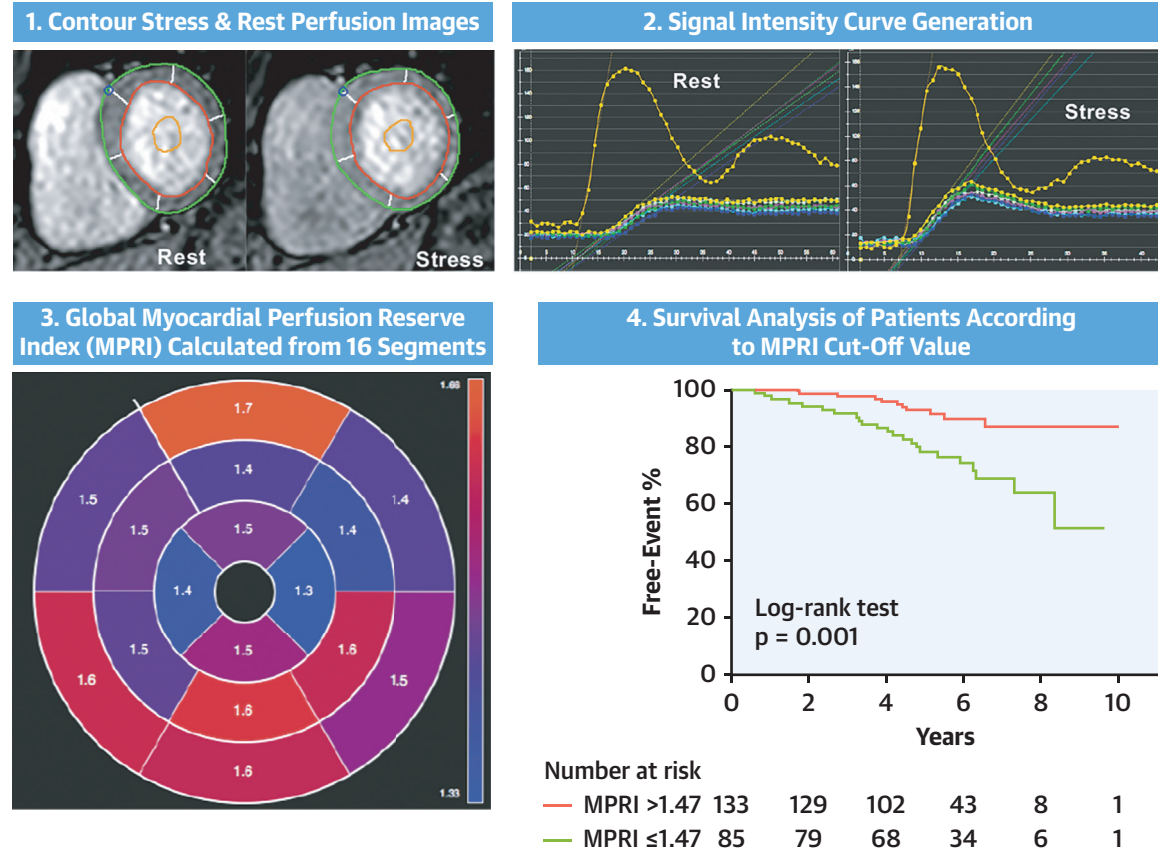 1. Contour Stress & Rest Perfusion Images
Rest
Stress
2. Signal Intensity Curve Generation
Rest
Stress
3. Global Myocardial Perfusion Reserve
Index (MPRI) Calculated from 16 Segments
1.7
1.5
1.4
1.4
1.5
1.4
1.5
1.4
1.3
1.5
1.5
1.6
1.6
1.5
1.6
1.6
1.33
4. Survival Analysis of Patients According
to MPRI Cut-Off Value
Free-Event %
100
80
60
40
20
0
Log-rank test
p = 0.001
0 2 4 6 8 10
Years
Number at risk
MPRI >1.47 133 129 102 43 8 1
MPRI ≤1.47 85 79 68 34 6 1